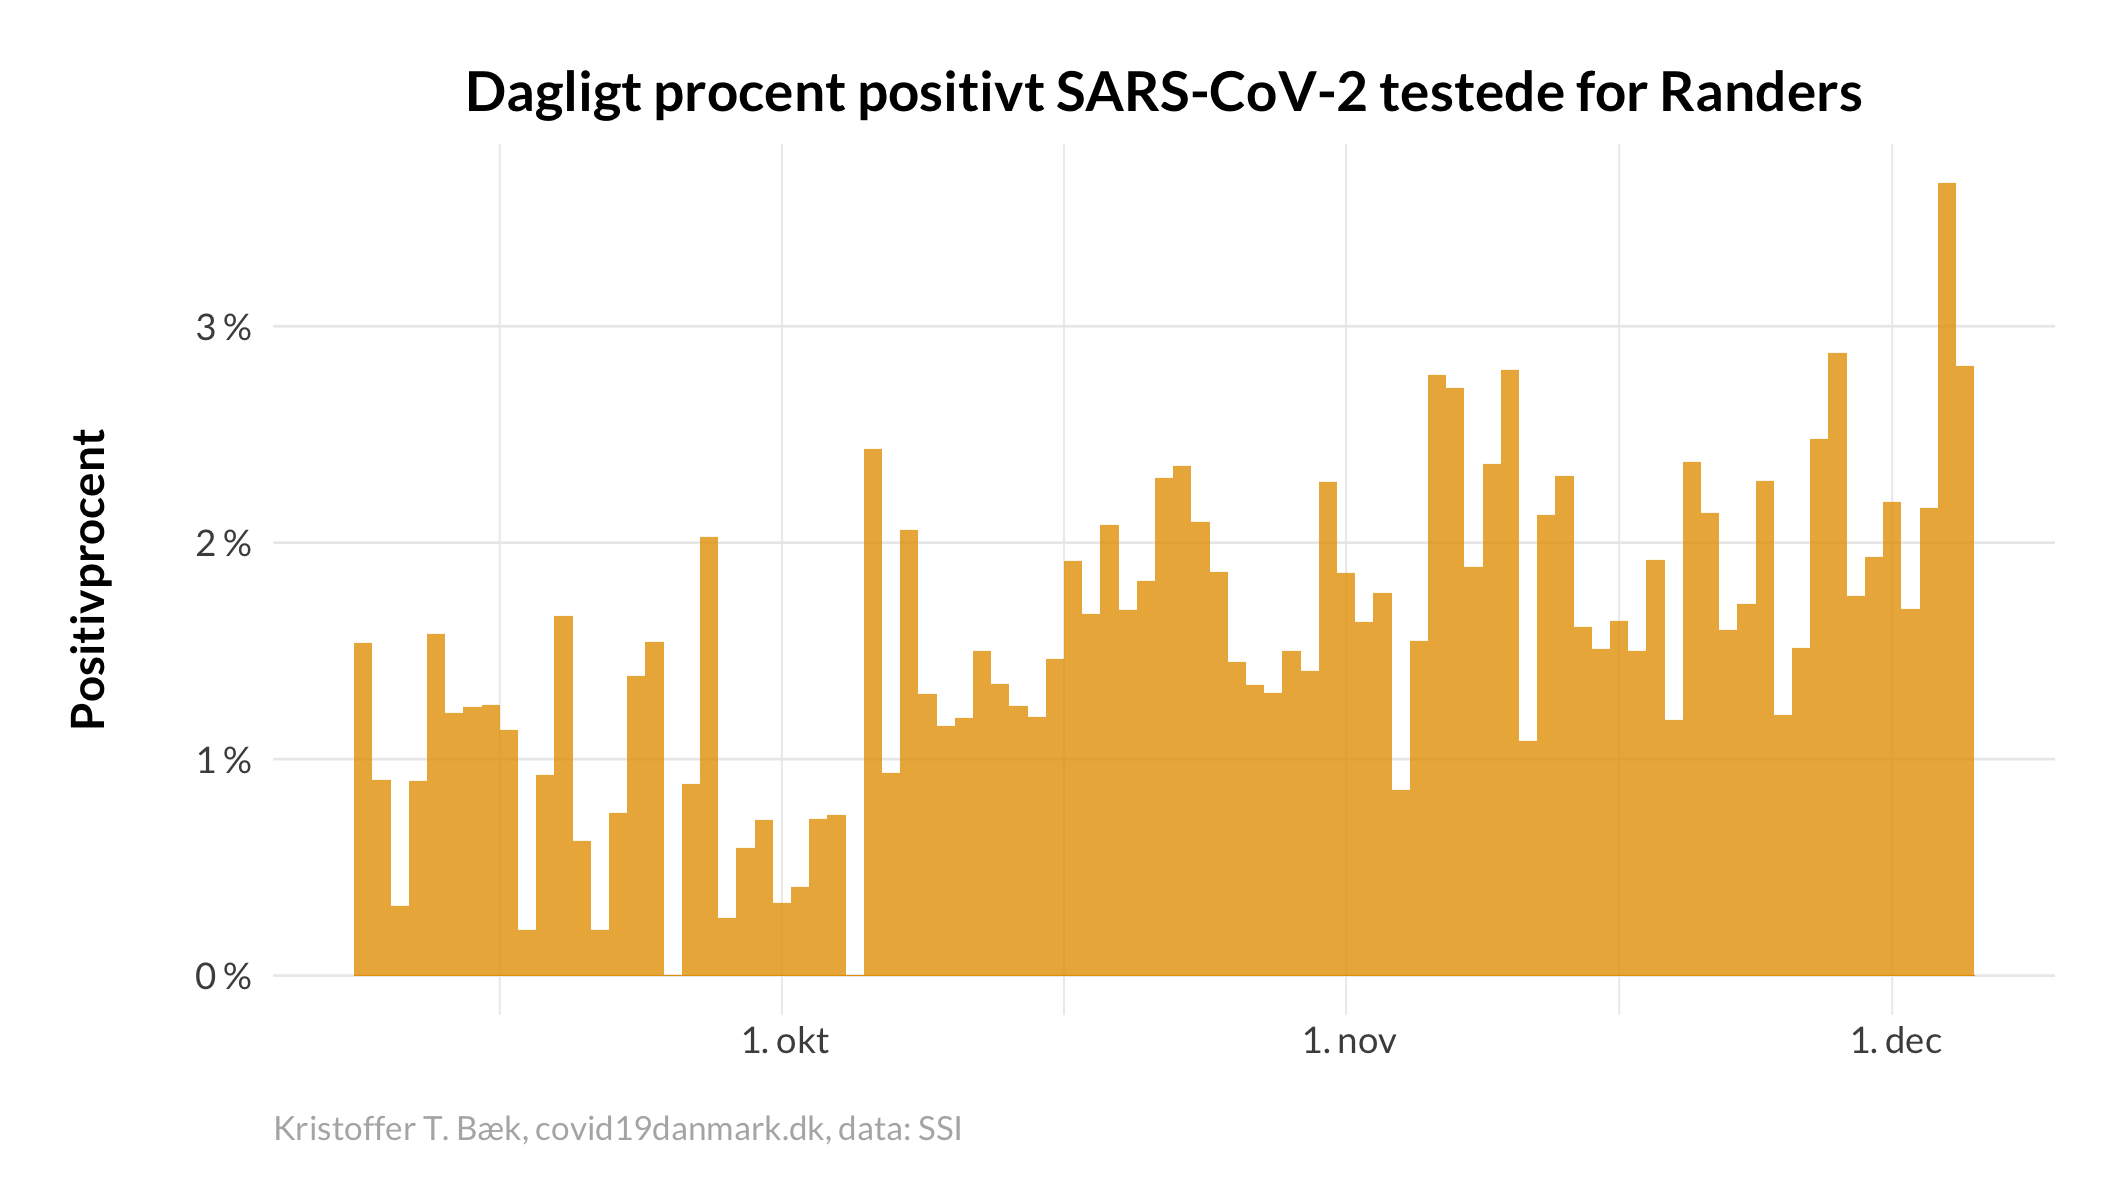 Dagligt procent positivt SARS-CoV-2 testede for Randers
Positivprocent
3 %
2 %
1 %
0 %
1. okt
1. nov
1. dec
Kristoffer T. Bæk, covid19danmark.dk, data: SSI